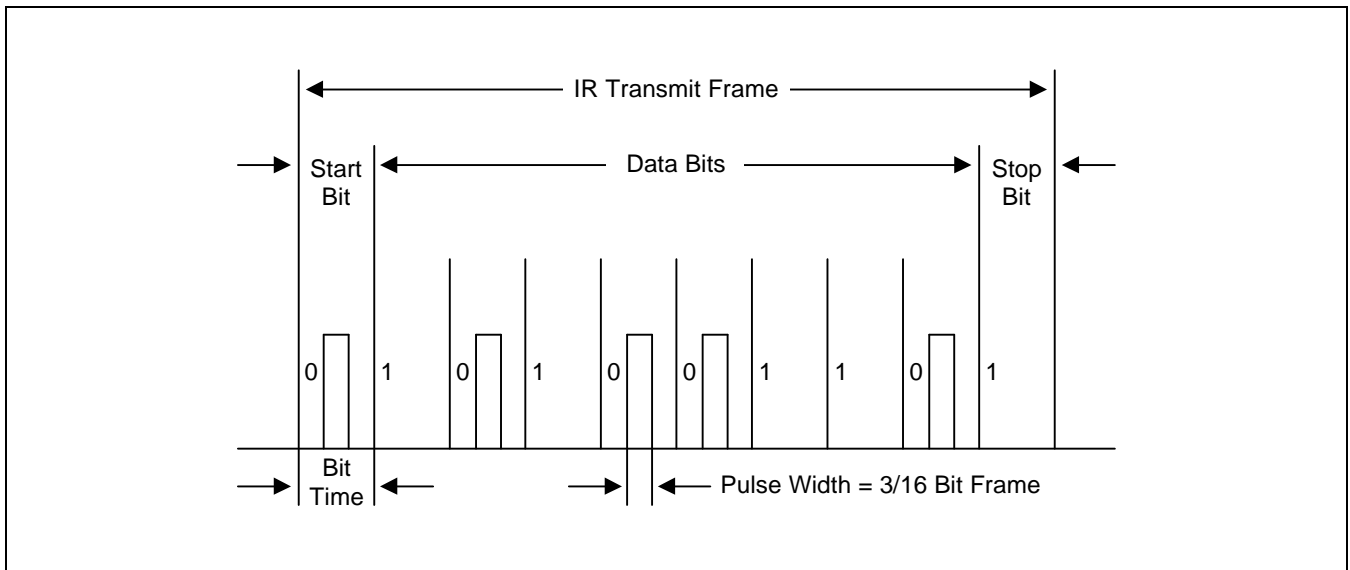 IR Transmit Frame
Start
Bit
Data Bits
Stop
Bit
0 1 0 1 0 0 1 1 0 1
Bit
Time
Pulse Width = 3/16 Bit Frame